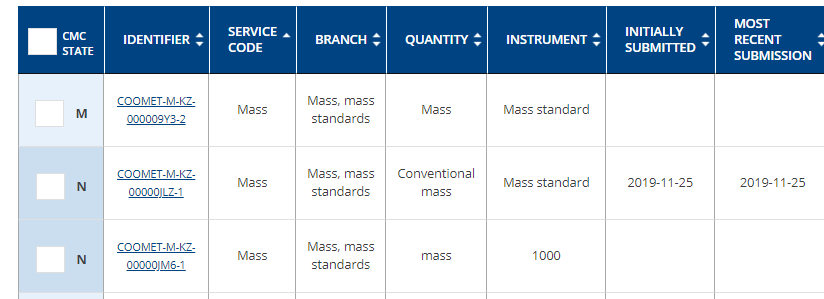 CMC STATE IDENTIFIER SERVICE CODE BRANCH QUANTITY INSTRUMENT INITIALLY SUBMITTED MOST RECENT SUBMISSION
M COOMET-M-KZ-000009Y3-2 Mass Mass, mass standards Mass Mass standard
N COOMET-M-KZ-00000JLZ-1 Mass Mass, mass standards Conventional mass Mass standard 2019-11-25 2019-11-25
N COOMET-M-KZ-00000JM6-1 Mass Mass, mass standards mass 1000